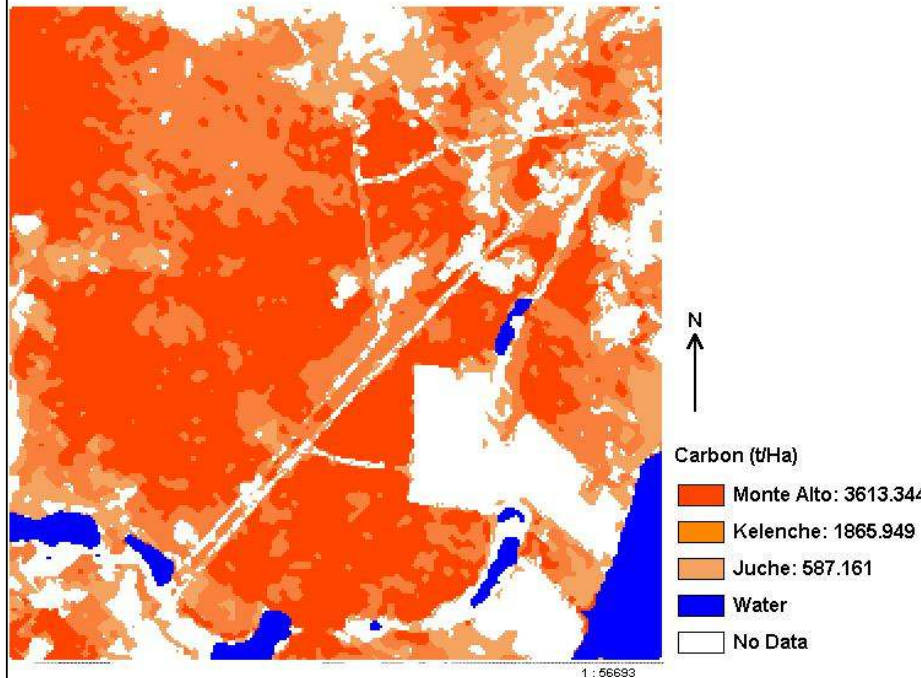 N
Carbon (t/Ha)
Monte Alto: 3613.344
Kelenche: 1865.949
Juche: 587.161
Water
No Data
1 : 56693